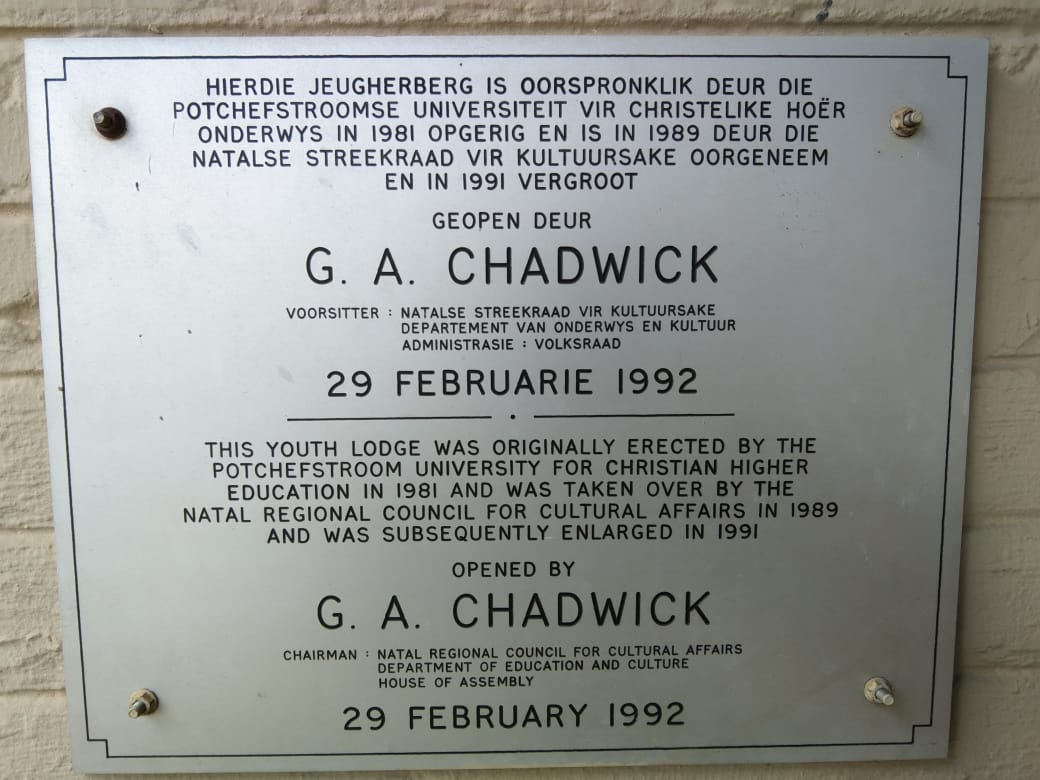 HIERDIE JEUGHERBERG IS OORSPRONKLIK DEUR DIE
POTCHEFSTROOMSE UNIVERSITEIT VIR CHRISTELIKE HOËR
ONDERWYS IN 1981 OPGERIG EN IS IN 1989 DEUR DIE
NATALSE STREEKRAAD VIR KULTUURSAKE OORGENEEM
EN IN 1991 VERGROOT
GEOPEN DEUR
G. A. CHADWICK
VOORSITTER : NATALSE STREEKRAAD VIR KULTUURSAKE
DEPARTEMENT VAN ONDERWYS EN KULTUUR
ADMINISTRASIE : VOLKSRAAD
29 FEBRUARIE 1992
THIS YOUTH LODGE WAS ORIGINALLY ERECTED BY THE
POTCHEFSTROOM UNIVERSITY FOR CHRISTIAN HIGHER
EDUCATION IN 1981 AND WAS TAKEN OVER BY THE
NATAL REGIONAL COUNCIL FOR CULTURAL AFFAIRS IN 1989
AND WAS SUBSEQUENTLY ENLARGED IN 1991
OPENED BY
G. A. CHADWICK
CHAIRMAN : NATAL REGIONAL COUNCIL FOR CULTURAL AFFAIRS
DEPARTMENT OF EDUCATION AND CULTURE
HOUSE OF ASSEMBLY
29 FEBRUARY 1992